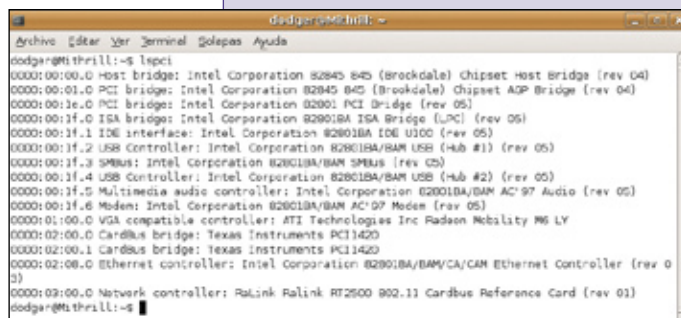 dodger@Mithrill: ~
Archivo Editar Ver Terminal Solapas Ayuda
dodger@Mithrill:~$ lspci
0000:00:00.0 Host bridge: Intel Corporation 82845 845 (Brookdale) Chipset Host Bridge (rev 04)
0000:00:01.0 PCI bridge: Intel Corporation 82845 845 (Brookdale) Chipset AGP Bridge (rev 04)
0000:00:1e.0 PCI bridge: Intel Corporation 82801 PCI Bridge (rev 05)
0000:00:1f.0 ISA bridge: Intel Corporation 82801BA ISA Bridge (LPC) (rev 05)
0000:00:1f.1 IDE interface: Intel Corporation 82801BA IDE U100 (rev 05)
0000:00:1f.2 USB Controller: Intel Corporation 82801BA/BAM USB (Hub #1) (rev 05)
0000:00:1f.3 SMBus: Intel Corporation 82801BA/BAM SMBus (rev 05)
0000:00:1f.4 USB Controller: Intel Corporation 82801BA/BAM USB (Hub #2) (rev 05)
0000:00:1f.5 Multimedia audio controller: Intel Corporation 82801BA/BAM AC'97 Audio (rev 05)
0000:00:1f.6 Modem: Intel Corporation 82801BA/BAM AC'97 Modem (rev 05)
0000:01:00.0 VGA compatible controller: ATI Technologies Inc Radeon Mobility M6 LY
0000:02:00.0 CardBus bridge: Texas Instruments PCI1420
0000:02:00.1 CardBus bridge: Texas Instruments PCI1420
0000:02:08.0 Ethernet controller: Intel Corporation 82801BA/BAM/CA/CAM Ethernet Controller (rev 0
3)
0000:03:00.0 Network controller: RaLink Ralink RT2500 802.11 Cardbus Reference Card (rev 01)
dodger@Mithrill:~$